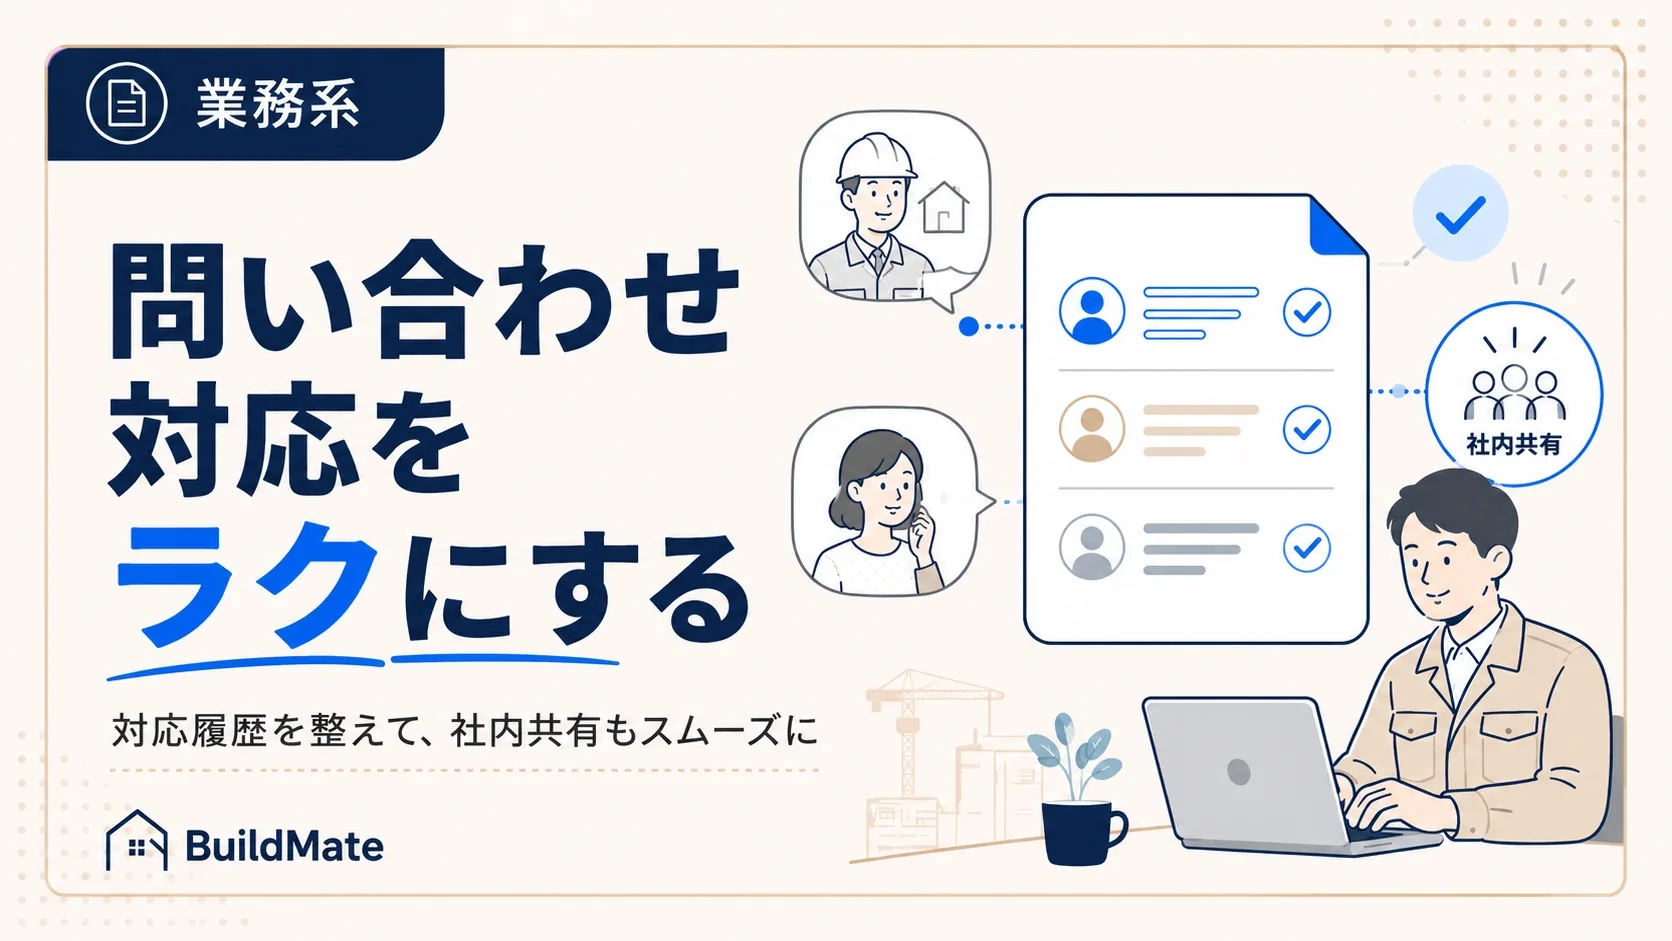 業務系
問い合わせ
対応を
ラクにする
対応履歴を整えて、社内共有もスムーズに
BuildMate
社内共有